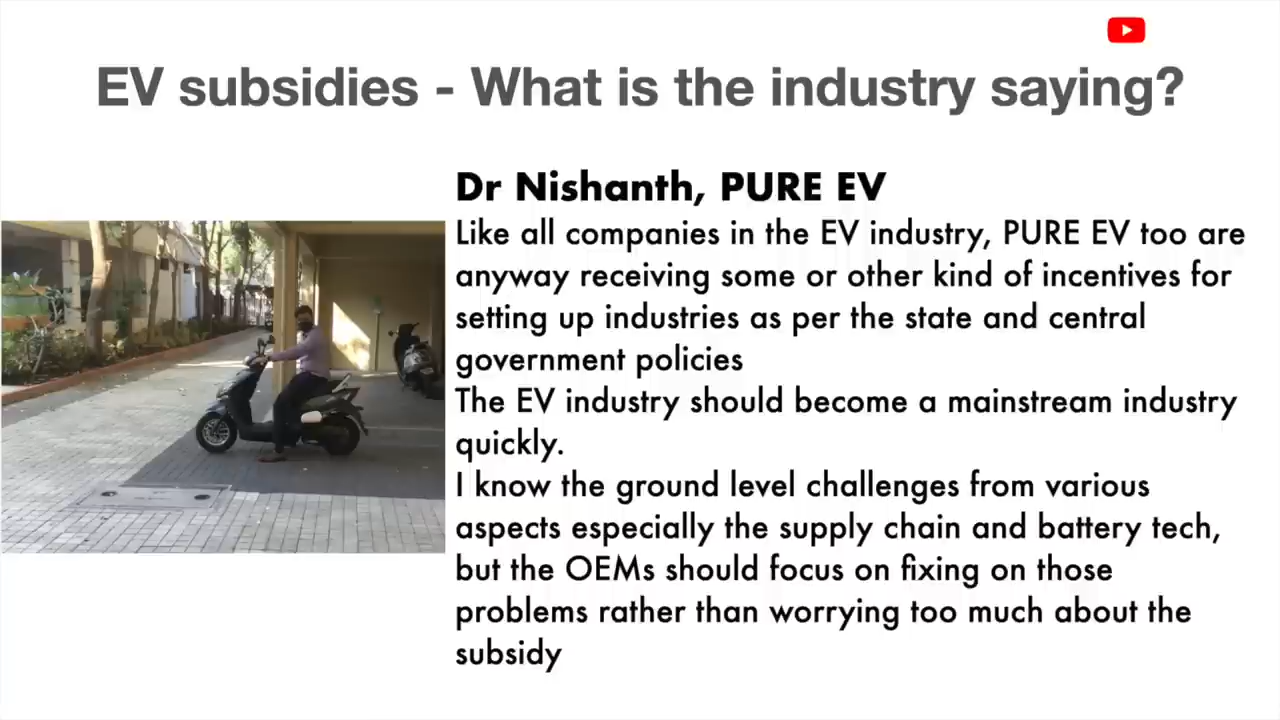 EV subsidies - What is the industry saying?
Dr Nishanth, PURE EV
Like all companies in the EV industry, PURE EV too are
anyway receiving some or other kind of incentives for
setting up industries as per the state and central
government policies
The EV industry should become a mainstream industry
quickly.
I know the ground level challenges from various
aspects especially the supply chain and battery tech,
but the OEMs should focus on fixing on those
problems rather than worrying too much about the
subsidy